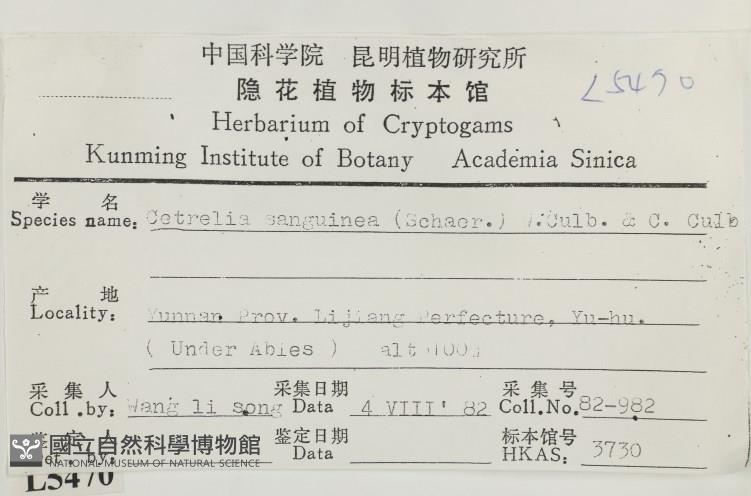 中国科学院 昆明植物研究所
L5490
隐花植物标本馆
Herbarium of Cryptogams
Kunming Institute of Botany Academia Sinica
学名
Species name: Cetrelia sanguinea (Schaer.) W.Culb. & C. Culb
产地
Locality: Yunnan Prov. Lijiang Perfecture, Yu-hu.
( Under Abies ) alt
采集人 采集日期 采集号
Coll.by: Wang li song Data 4 VIII' 82 Coll.No. 82-982
鉴定日期 标本馆号
Data HKAS: 3730
國立自然科學博物館
NATIONAL MUSEUM OF NATURAL SCIENCE